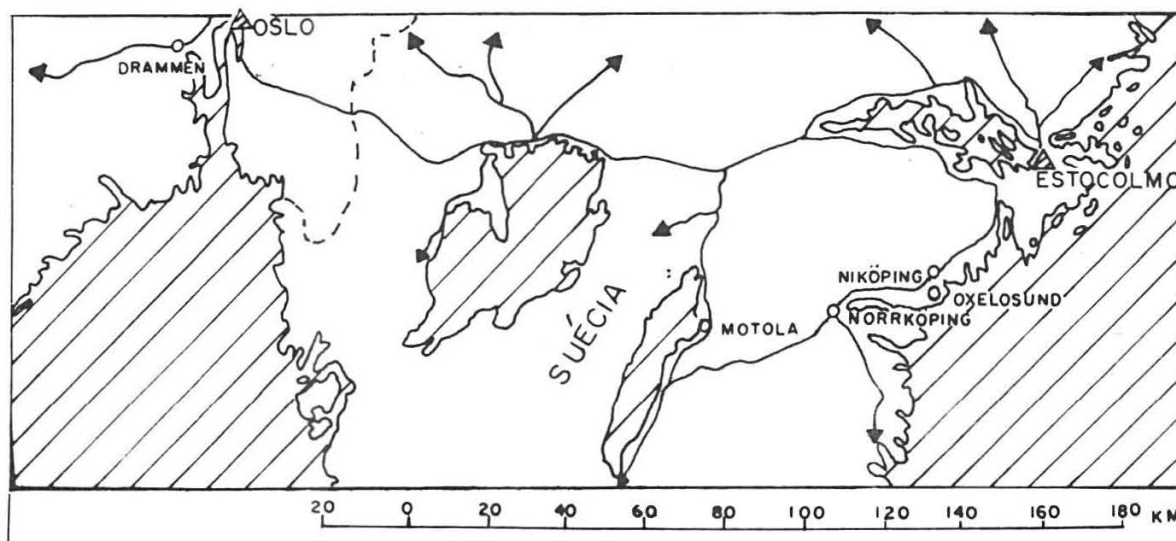 OSLO
DRAMMEN
ESTOCOLMO
SUÉCIA
NIKÖPING
OXELOSUND
NORRKÖPING
MOTOLA
20 0 20 40 60 80 100 120 140 160 180 KM